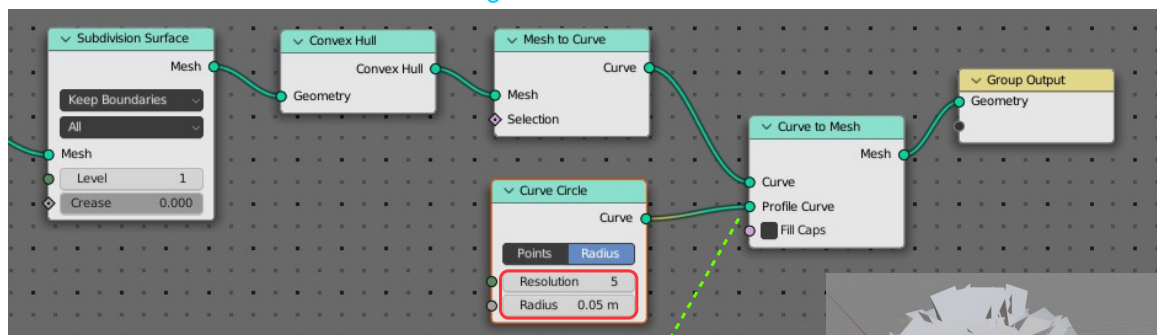 Subdivision Surface
Mesh
Keep Boundaries
All
Mesh
Level 1
Crease 0.000
Convex Hull
Convex Hull
Geometry
Mesh to Curve
Curve
Mesh
Selection
Curve Circle
Curve
Points Radius
Resolution 5
Radius 0.05 m
Curve to Mesh
Mesh
Curve
Profile Curve
Fill Caps
Group Output
Geometry